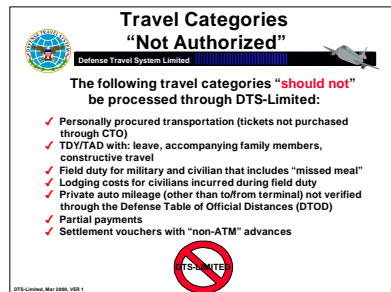 Travel Categories
“Not Authorized”
Defense Travel System Limited
The following travel categories “should not”
be processed through DTS-Limited:
Personally procured transportation (tickets not purchased
through CTO)
TDY/TAD with: leave, accompanying family members,
constructive travel
Field duty for military and civilian that includes “missed meal”
Lodging costs for civilians incurred during field duty
Private auto mileage (other than to/from terminal) not verified
through the Defense Table of Official Distances (DTOD)
Partial payments
Settlement vouchers with “non-ATM” advances
DTS-LIMITED
DTS-Limited, Mar 2000, VER 1